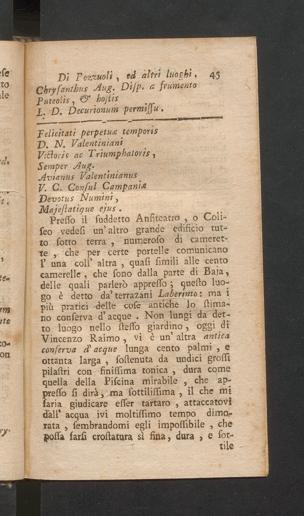 Di Pozzuoli, ed altri luoghi. 45
Chrysanthus Aug. Disp. a frumento
Puteolis, & hostis
L. D. Decurionum permissu.
Felicitati perpetuæ temporis
D. N. Valentiniani
Victoris ac Triumphatoris,
Semper Aug.
Avianus Valentinianus
V. C. Consul Campaniæ
Devotus Numini,
Majestatique ejus.
Presso il suddetto Anfiteatro, o Coli-
seo vedesi un'altro grande edificio tut-
to sotto terra, numeroso di cameret-
te, che per certe portelle comunicano
l'una coll'altra, quasi simili alle cento
camerelle, che sono dalla parte di Baja,
delle quali parlerò appresso; questo luo-
go è detto da'terrazani Laberinto: ma i
più pratici delle cose antiche lo stima-
no conserva d'acque. Non lungi da det-
to luogo nello stesso giardino, oggi di
Vincenzo Raimo, vi è un'altra antica
conserva d'acqua lunga cento palmi, e
ottanta larga, sostenuta da undici grossi
pilastri con finissima tonica, dura come
quella della Piscina mirabile, che ap-
presso si dirà, ma sottilissima, il che mi
faria giudicare esser tartaro, attaccatovi
dall'acqua ivi moltissimo tempo dimo-
rata, sembrandomi egli impossibile, che
possa farsi crostatura sì fina, dura, e sot-
tile